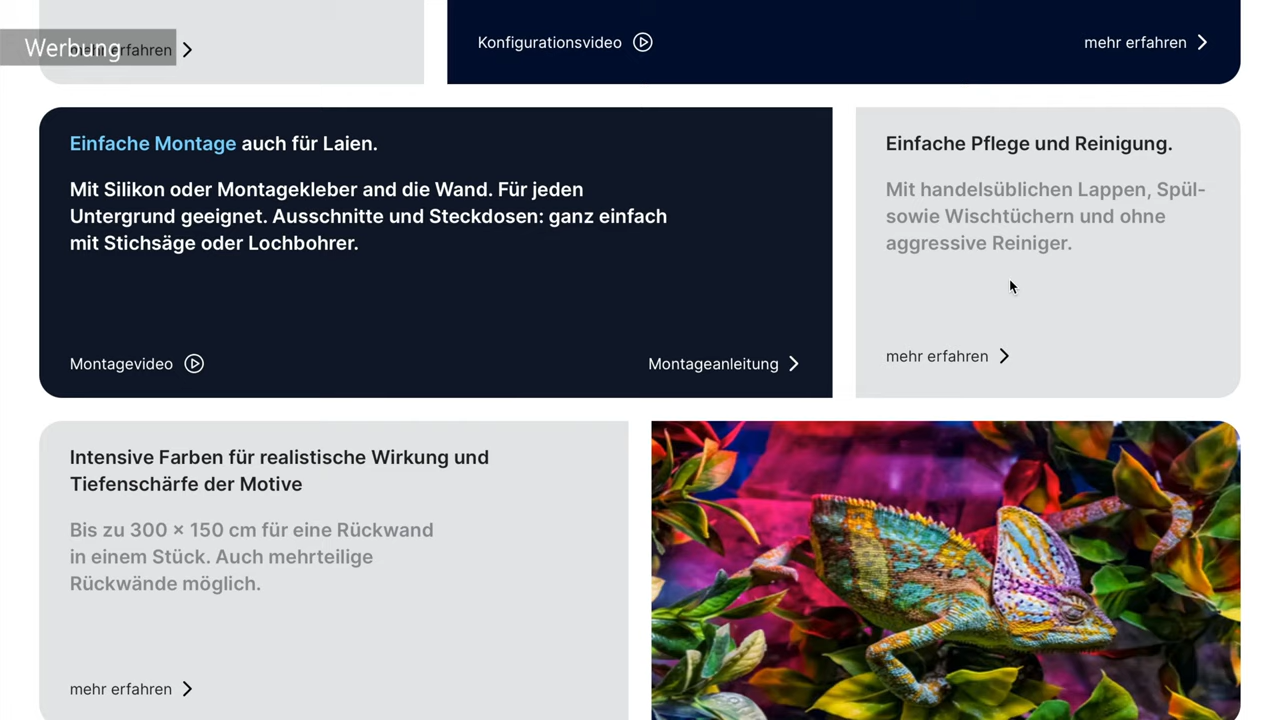 mehr erfahren
Werbung
Konfigurationsvideo
mehr erfahren
Einfache Montage auch für Laien.
Mit Silikon oder Montagekleber and die Wand. Für jeden
Untergrund geeignet. Ausschnitte und Steckdosen: ganz einfach
mit Stichsäge oder Lochbohrer.
Montagevideo
Montageanleitung
Einfache Pflege und Reinigung.
Mit handelsüblichen Lappen, Spül-
sowie Wischtüchern und ohne
aggressive Reiniger.
mehr erfahren
Intensive Farben für realistische Wirkung und
Tiefenschärfe der Motive
Bis zu 300 × 150 cm für eine Rückwand
in einem Stück. Auch mehrteilige
Rückwände möglich.
mehr erfahren